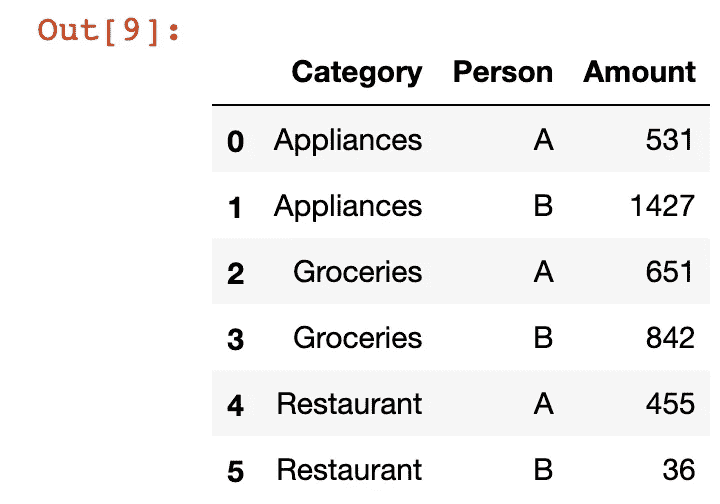 Out[9]:
Category Person Amount
0 Appliances A 531
1 Appliances B 1427
2 Groceries A 651
3 Groceries B 842
4 Restaurant A 455
5 Restaurant B 36